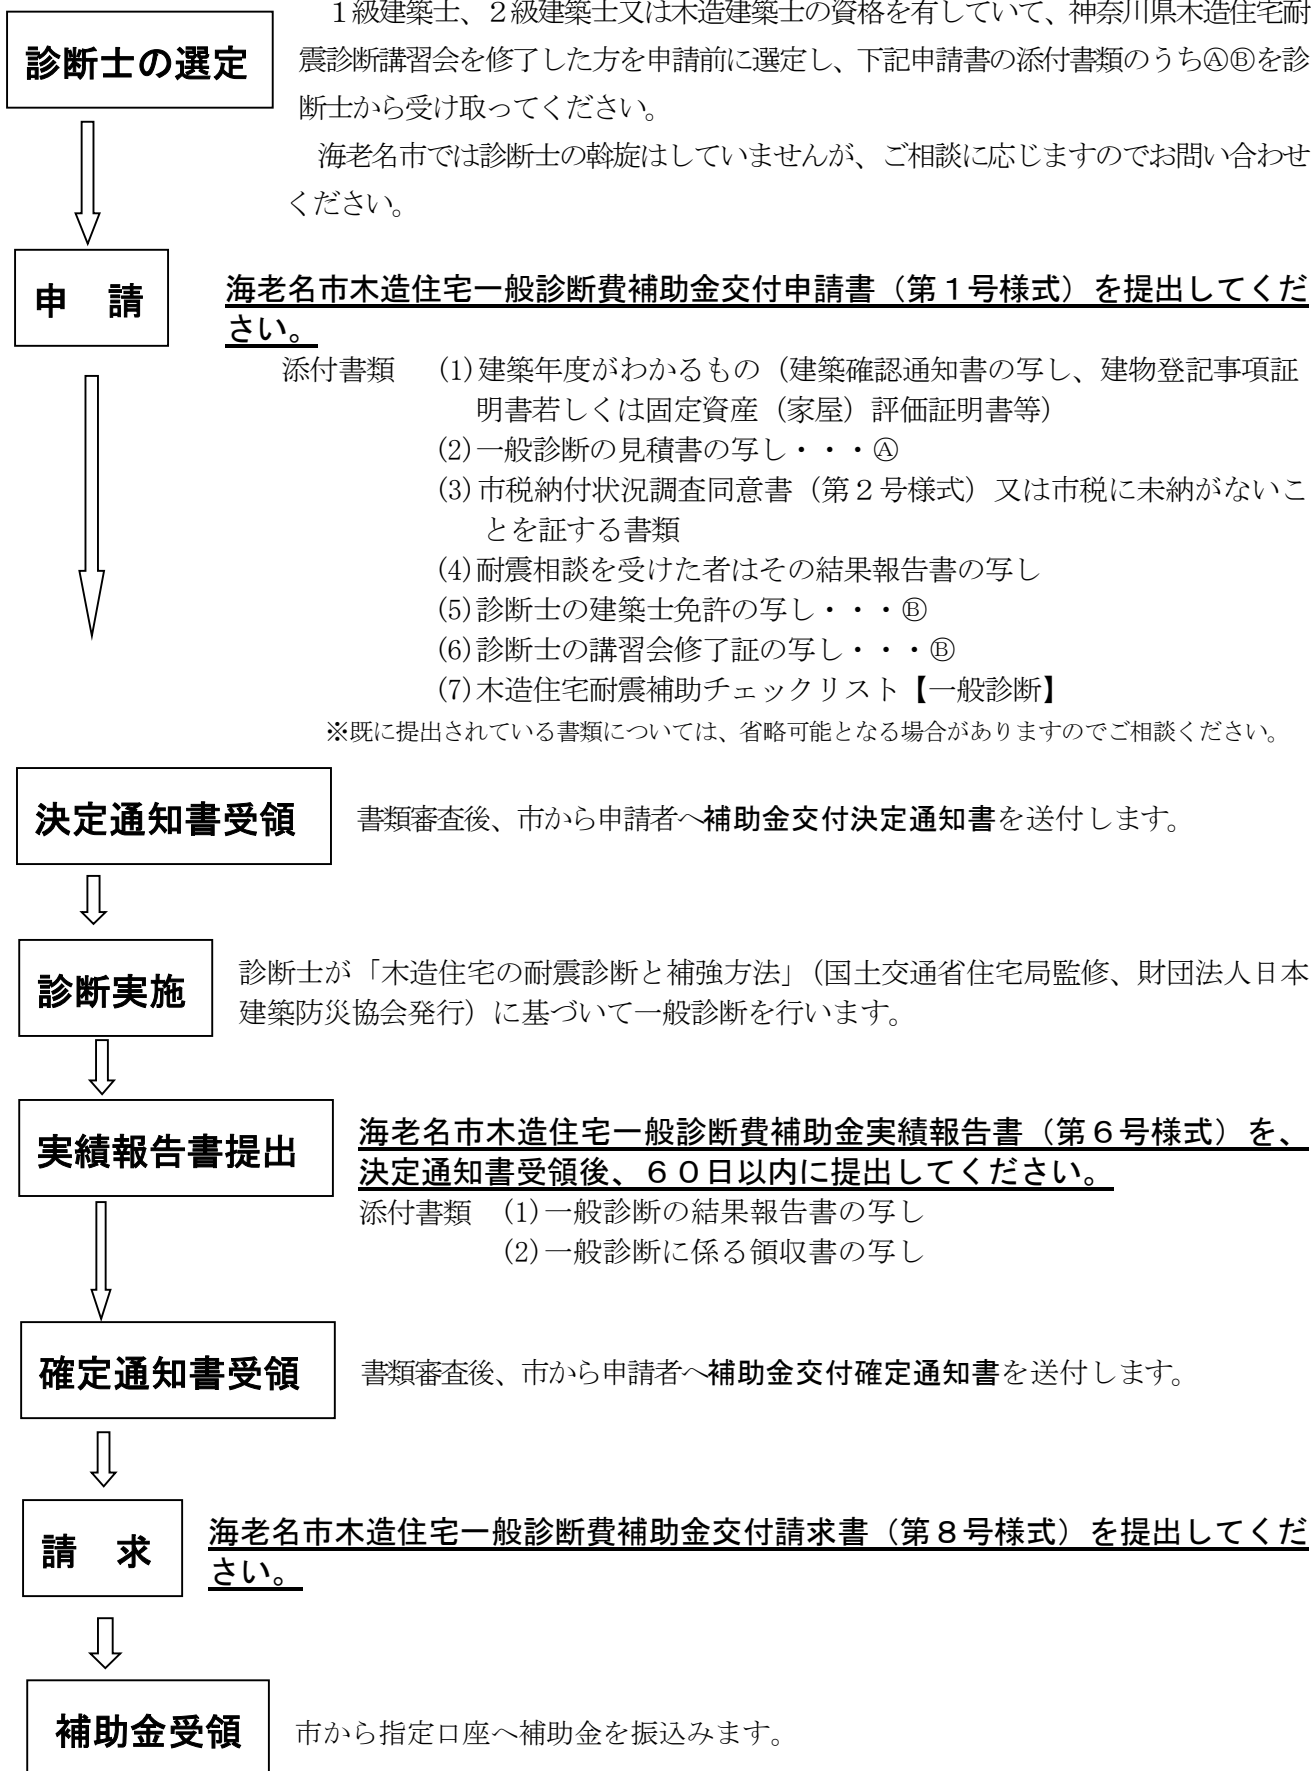 1級建築士、2級建築士又は木造建築士の資格を有していて、神奈川県木造住宅耐
診断士の選定
震診断講習会を修了した方を申請前に選定し、下記申請書の添付書類のうちⒶⒷを診
断士から受け取ってください。
海老名市では診断士の斡旋はしていませんが、ご相談に応じますのでお問い合わせ
ください。
申　請
海老名市木造住宅一般診断費補助金交付申請書（第１号様式）を提出してくだ
さい。
添付書類　(1)建築年度がわかるもの（建築確認通知書の写し、建物登記事項証
明書若しくは固定資産（家屋）評価証明書等）
(2)一般診断の見積書の写し・・・Ⓐ
(3)市税納付状況調査同意書（第２号様式）又は市税に未納がないこ
とを証する書類
(4)耐震相談を受けた者はその結果報告書の写し
(5)診断士の建築士免許の写し・・・Ⓑ
(6)診断士の講習会修了証の写し・・・Ⓑ
(7)木造住宅耐震補助チェックリスト【一般診断】
※既に提出されている書類については、省略可能となる場合がありますのでご相談ください。
決定通知書受領
書類審査後、市から申請者へ補助金交付決定通知書を送付します。
診断実施
診断士が「木造住宅の耐震診断と補強方法」（国土交通省住宅局監修、財団法人日本
建築防災協会発行）に基づいて一般診断を行います。
実績報告書提出
海老名市木造住宅一般診断費補助金実績報告書（第６号様式）を、
決定通知書受領後、６０日以内に提出してください。
添付書類　(1)一般診断の結果報告書の写し
(2)一般診断に係る領収書の写し
確定通知書受領
書類審査後、市から申請者へ補助金交付確定通知書を送付します。
請　求
海老名市木造住宅一般診断費補助金交付請求書（第８号様式）を提出してくだ
さい。
補助金受領
市から指定口座へ補助金を振込みます。